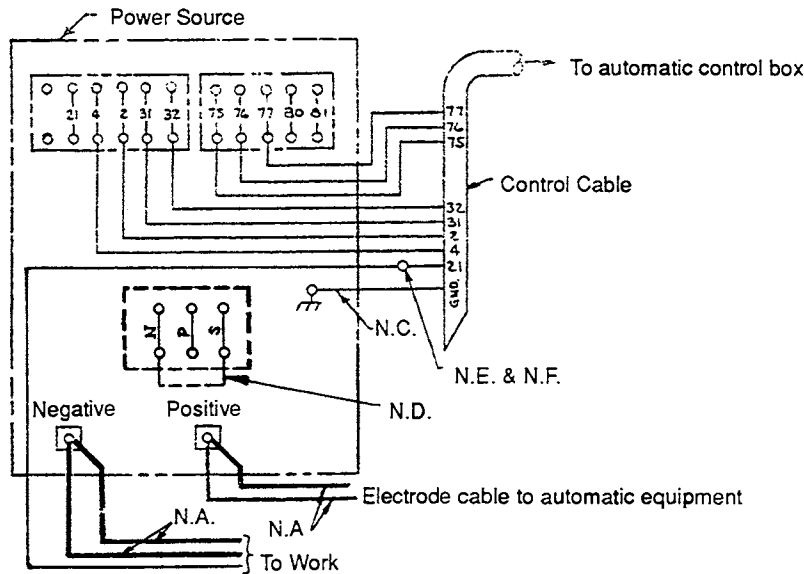 Power Source
To automatic control box
21 4 2 31 32
75 76 77 80 81
77
76
75
Control Cable
32
31
2
4
21
GND
N.C.
N.E. & N.F.
N P S
N.D.
Negative
Positive
Electrode cable to automatic equipment
N.A.
N.A
To Work